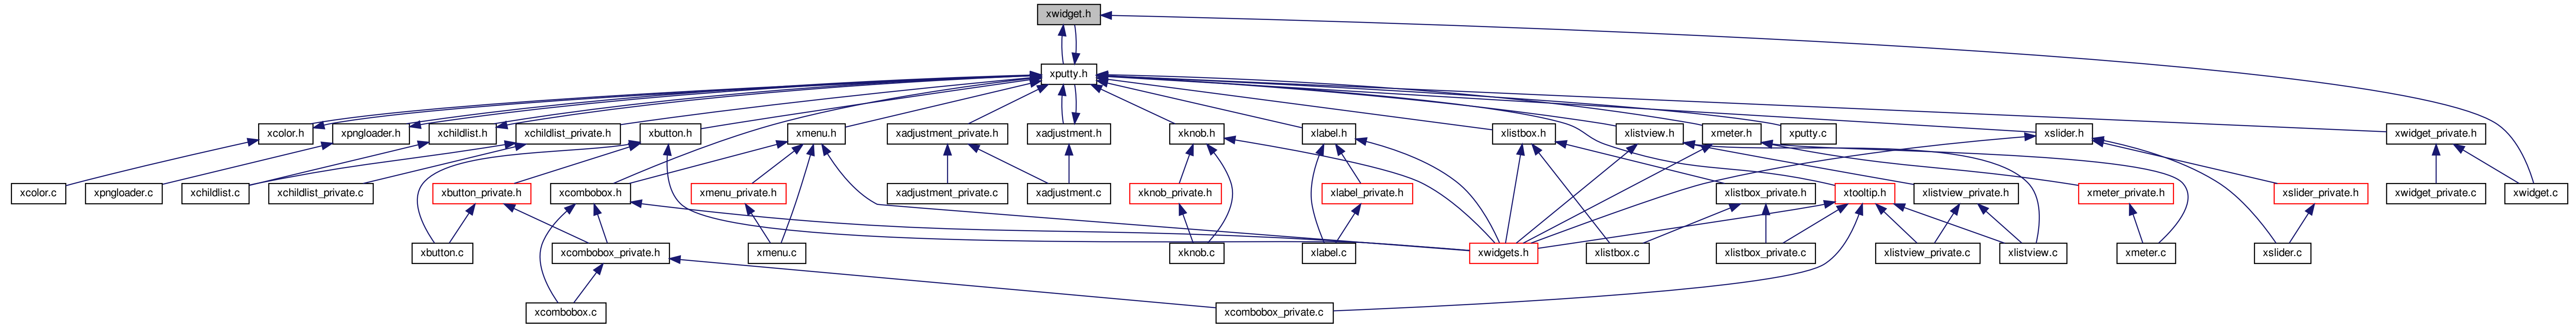 xwidget.h
xputty.h
xcolor.h
xpngloader.h
xchildlist.h
xchildlist_private.h
xbutton.h
xmenu.h
xadjustment_private.h
xadjustment.h
xknob.h
xlabel.h
xlistbox.h
xlistview.h
xmeter.h
xputty.c
xslider.h
xwidget_private.h
xcolor.c
xpngloader.c
xchildlist.c
xchildlist_private.c
xbutton_private.h
xcombobox.h
xmenu_private.h
xadjustment_private.c
xadjustment.c
xknob_private.h
xlabel_private.h
xlistbox_private.h
xtooltip.h
xlistview_private.h
xmeter_private.h
xslider_private.h
xwidget_private.c
xwidget.c
xbutton.c
xcombobox_private.h
xmenu.c
xknob.c
xlabel.c
xwidgets.h
xlistbox.c
xlistbox_private.c
xlistview_private.c
xlistview.c
xmeter.c
xslider.c
xcombobox.c
xcombobox_private.c